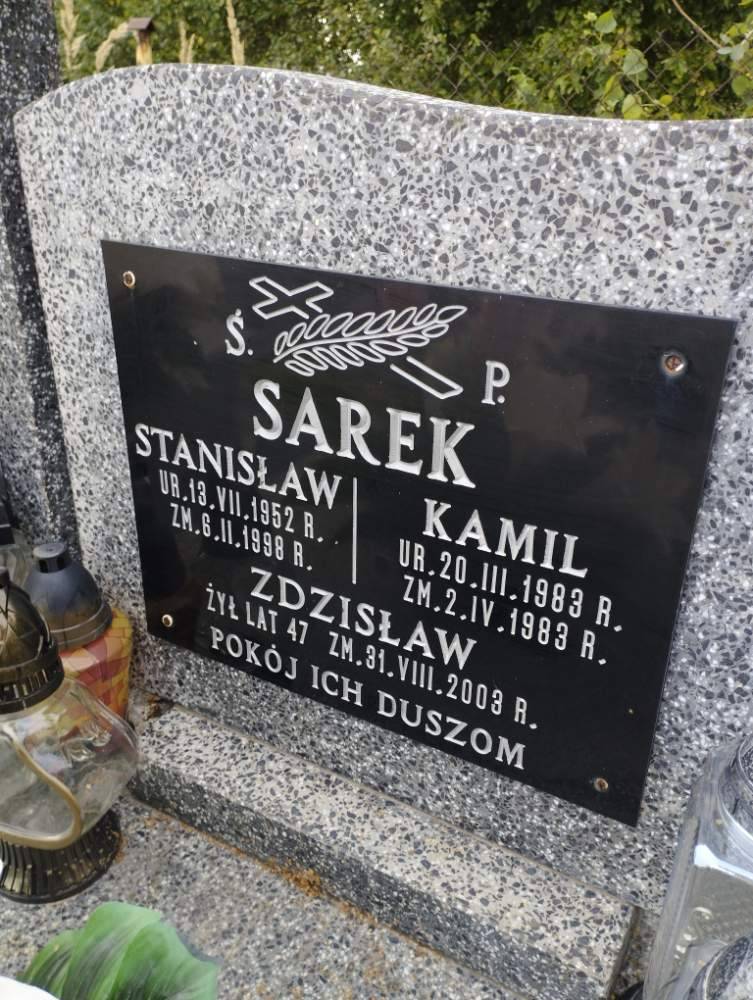 Ś. P.
SAREK
STANISŁAW
UR. 13. VII. 1952 R.
ZM. 6. II. 1998 R.
KAMIL
UR. 20. III. 1983 R.
ZM. 2. IV. 1983 R.
ZDZISŁAW
ŻYŁ LAT 47 ZM. 31. VIII. 2003 R.
POKÓJ ICH DUSZOM